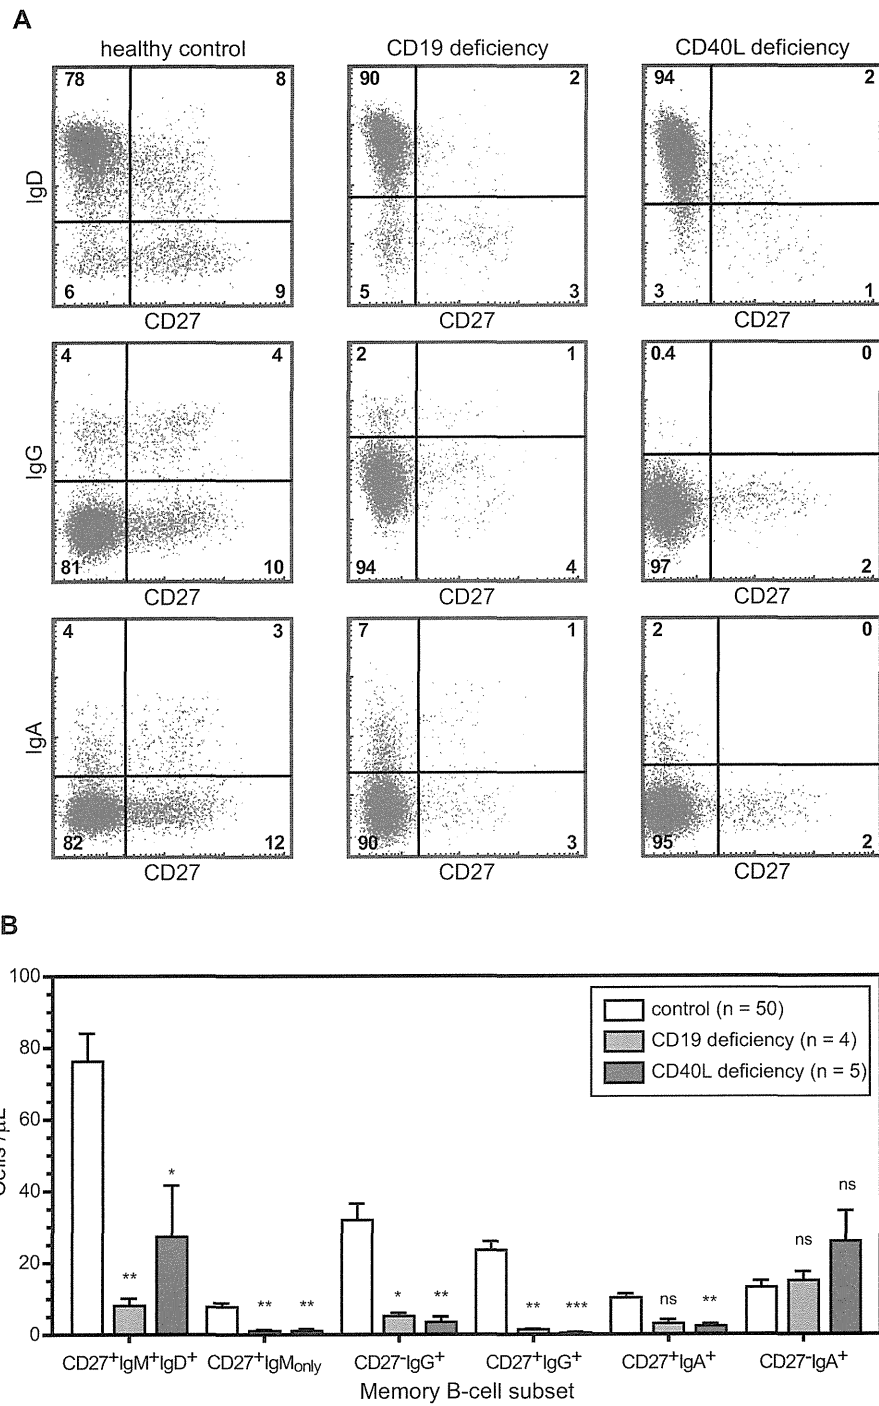 A
healthy control CD19 deficiency CD40L deficiency
78 8 90 2 94 2
IgD
6 9 5 3 3 1
CD27 CD27 CD27
4 4 2 1 0.4 0
IgG
81 10 94 4 97 2
CD27 CD27 CD27
4 3 7 1 2 0
IgA
82 12 90 3 95 2
CD27 CD27 CD27
B
100
80
60
40
20
0
control (n = 50)
CD19 deficiency (n = 4)
CD40L deficiency (n = 5)
** * ** ** * ** ** *** ns ** ns ns
CD27+IgM+IgD+ CD27+IgMonly CD27-IgG+ CD27+IgG+ CD27+IgA+ CD27-IgA+
Memory B-cell subset